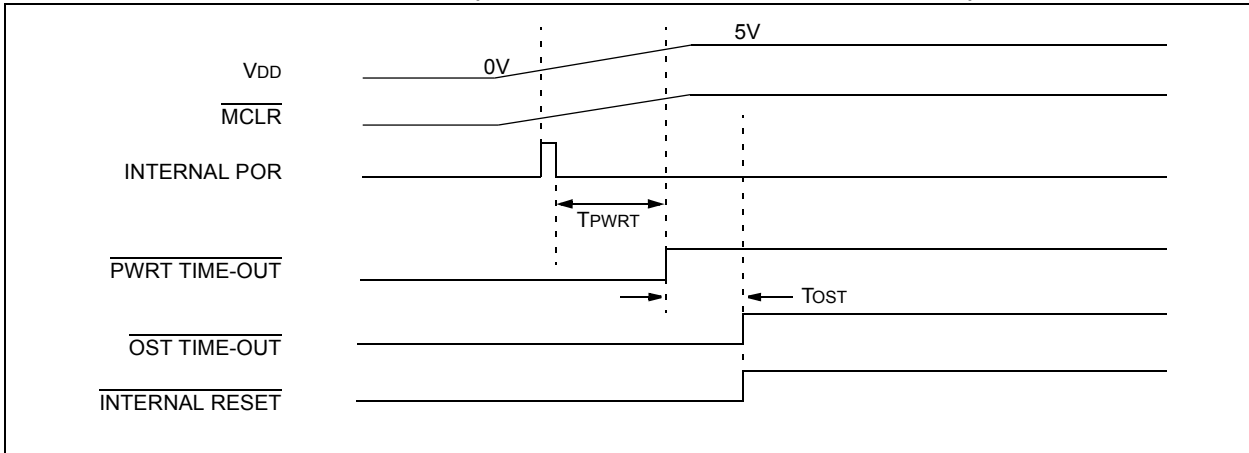 5V
VDD
0V
MCLR
INTERNAL POR
TPWRT
PWRT TIME-OUT
TOST
OST TIME-OUT
INTERNAL RESET